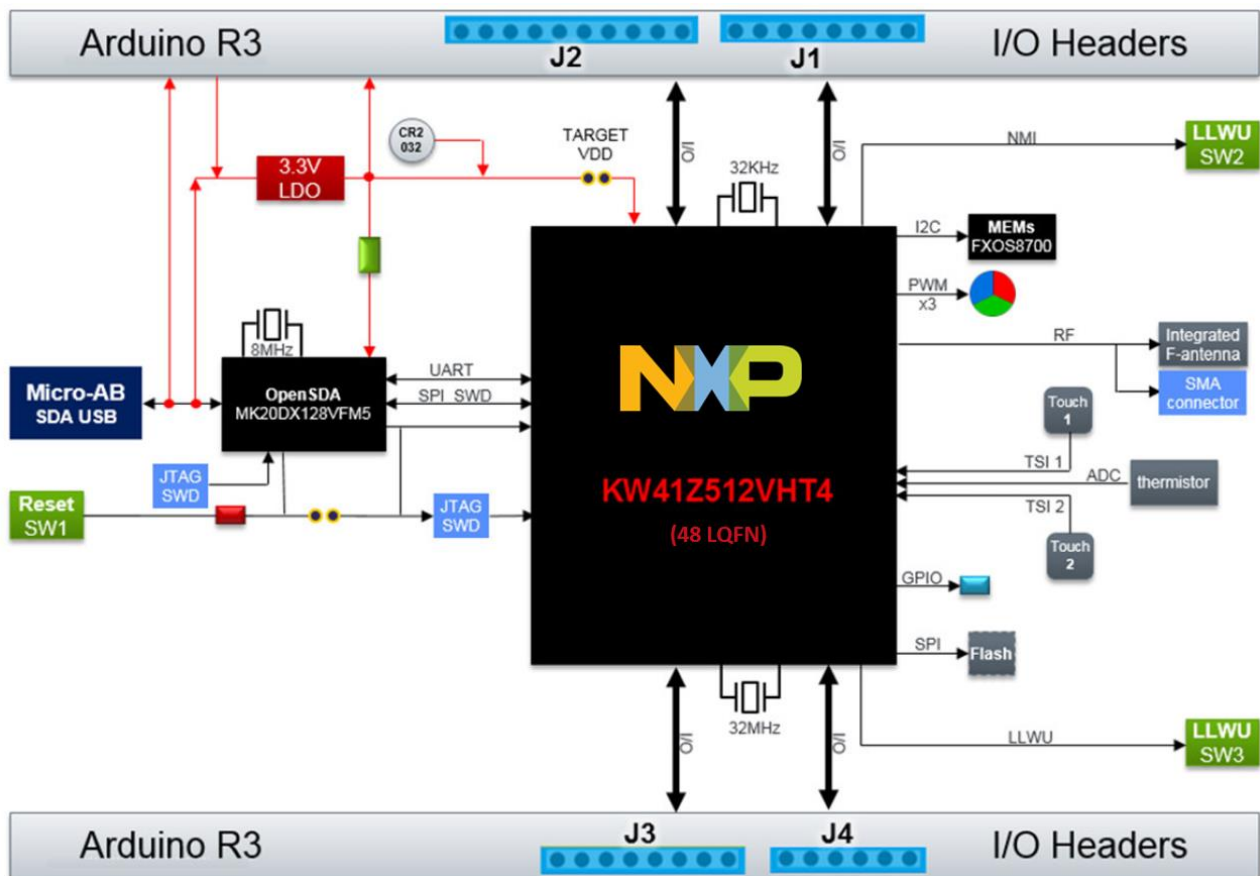 Arduino R3
J2
J1
I/O Headers
CR2
032
TARGET
VDD
3.3V
LDO
I/O
I/O
32KHz
NMI
LLWU
SW2
I2C
MEMs
FXOS8700
PWM
x3
RF
Integrated
F-antenna
SMA
connector
8MHz
Micro-AB
SDA USB
OpenSDA
MK20DX128VFM5
UART
SPI SWD
NXP
KW41Z512VHT4
(48 LQFN)
Touch
1
TSI 1
ADC
thermistor
TSI 2
Touch
2
JTAG
SWD
Reset
SW1
JTAG
SWD
GPIO
SPI
Flash
I/O
32MHz
I/O
LLWU
LLWU
SW3
Arduino R3
J3
J4
I/O Headers